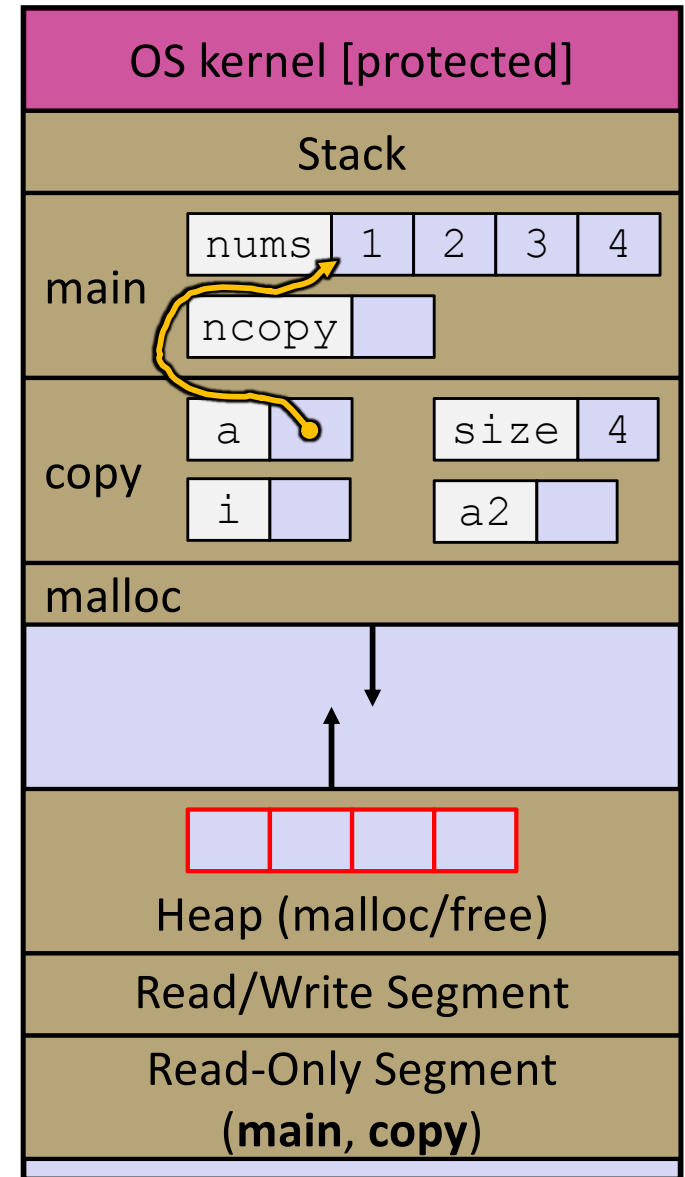 OS kernel [protected]
Stack
main
nums 1 2 3 4
ncopy
copy
a
size 4
i
a2
malloc
Heap (malloc/free)
Read/Write Segment
Read-Only Segment
(main, copy)